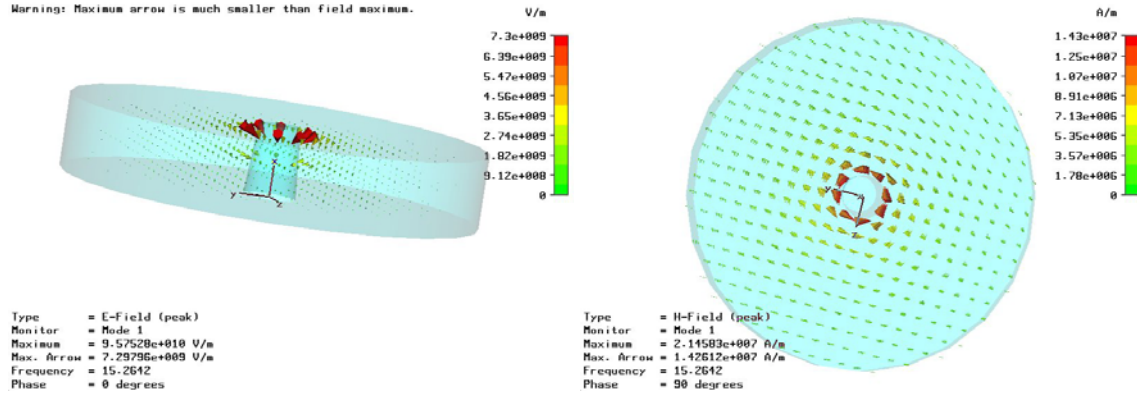 Warning: Maximum arrow is much smaller than field maximum.
V/m
7.3e+009
6.39e+009
5.47e+009
4.56e+009
3.65e+009
2.74e+009
1.82e+009
9.12e+008
0
y
x
z
Type = E-Field (peak)
Monitor = Mode 1
Maximum = 9.57528e+010 V/m
Max. Arrow = 7.29796e+009 V/m
Frequency = 15.2642
Phase = 0 degrees
A/m
1.43e+007
1.25e+007
1.07e+007
8.91e+006
7.13e+006
5.35e+006
3.57e+006
1.78e+006
0
y
x
z
Type = H-Field (peak)
Monitor = Mode 1
Maximum = 2.14583e+007 A/m
Max. Arrow = 1.42612e+007 A/m
Frequency = 15.2642
Phase = 90 degrees